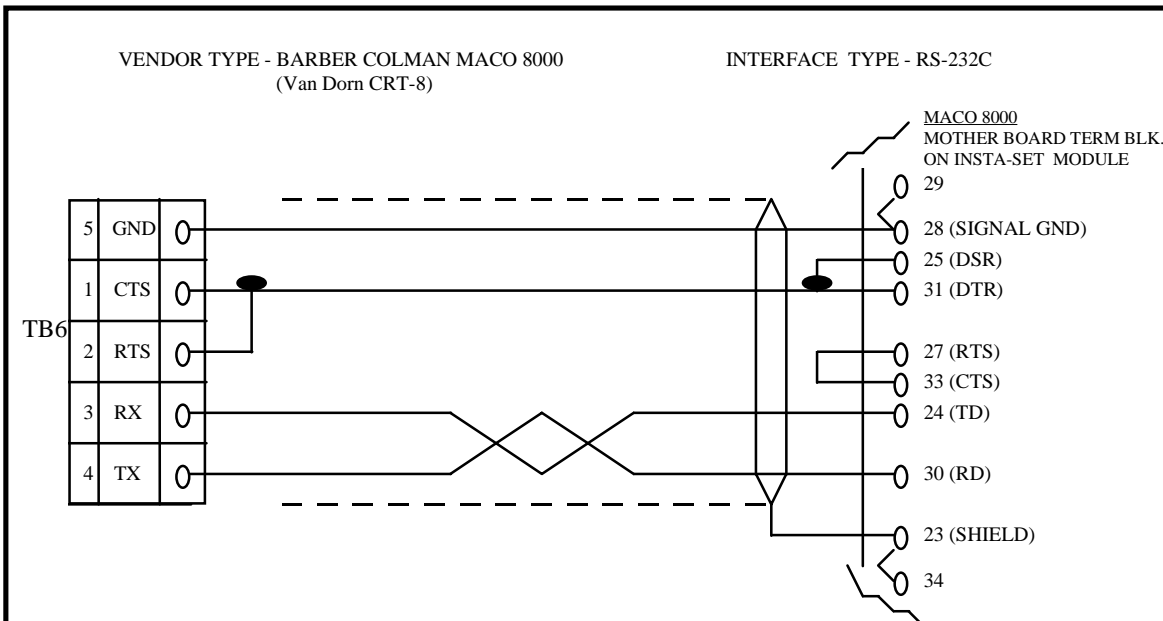 VENDOR TYPE - BARBER COLMAN MACO 8000
(Van Dorn CRT-8)
INTERFACE TYPE - RS-232C
MACO 8000
MOTHER BOARD TERM BLK.
ON INSTA-SET MODULE
TB6
5 GND
1 CTS
2 RTS
3 RX
4 TX
29
28 (SIGNAL GND)
25 (DSR)
31 (DTR)
27 (RTS)
33 (CTS)
24 (TD)
30 (RD)
23 (SHIELD)
34